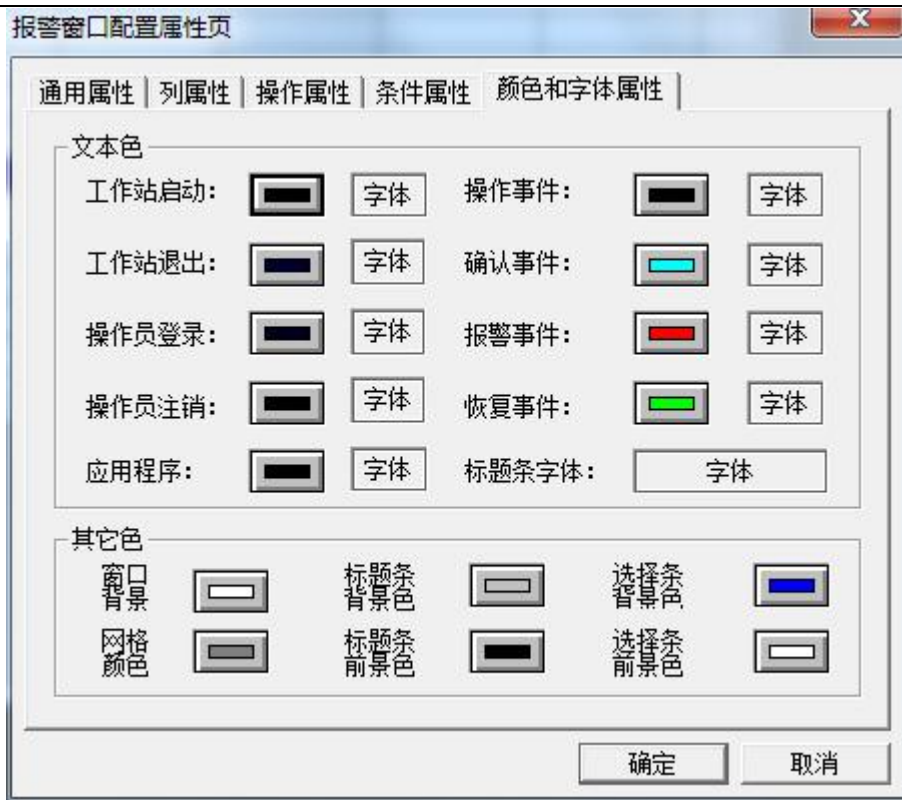 报警窗口配置属性页
通用属性 列属性 操作属性 条件属性 颜色和字体属性
文本色
工作站启动： 字体 操作事件： 字体
工作站退出： 字体 确认事件： 字体
操作员登录： 字体 报警事件： 字体
操作员注销： 字体 恢复事件： 字体
应用程序： 字体 标题条字体： 字体
其它色
窗口
背景
标题条
背景色
选择条
背景色
网格
颜色
标题条
前景色
选择条
前景色
确定 取消